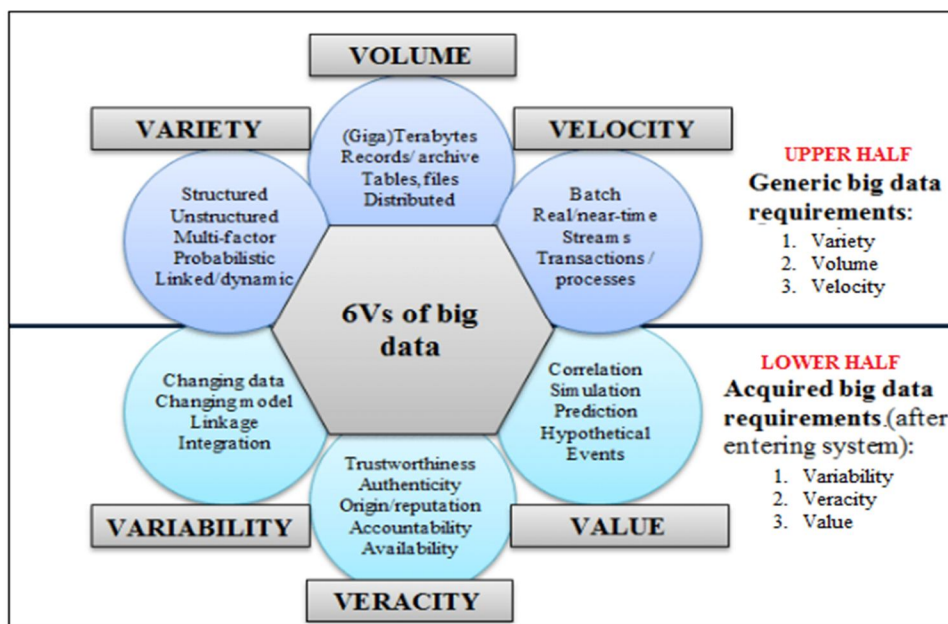 VOLUME
VARIETY
VELOCITY
(Giga)Terabytes
Records/ archive
Tables, files
Distributed
Structured
Unstructured
Multi-factor
Probabilistic
Linked/dynamic
Batch
Real/near-time
Streams
Transactions /
processes
6Vs of big
data
Changing data
Changing model
Linkage
Integration
Correlation
Simulation
Prediction
Hypothetical
Events
Trustworthiness
Authenticity
Origin/reputation
Accountability
Availability
VARIABILITY
VALUE
VERACITY
UPPER HALF
Generic big data
requirements:
1. Variety
2. Volume
3. Velocity
LOWER HALF
Acquired big data
requirements (after
entering system):
1. Variability
2. Veracity
3. Value